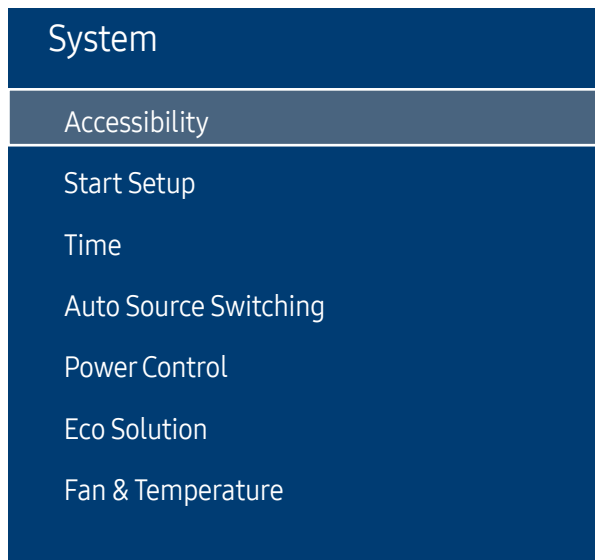 System
Accessibility
Start Setup
Time
Auto Source Switching
Power Control
Eco Solution
Fan & Temperature